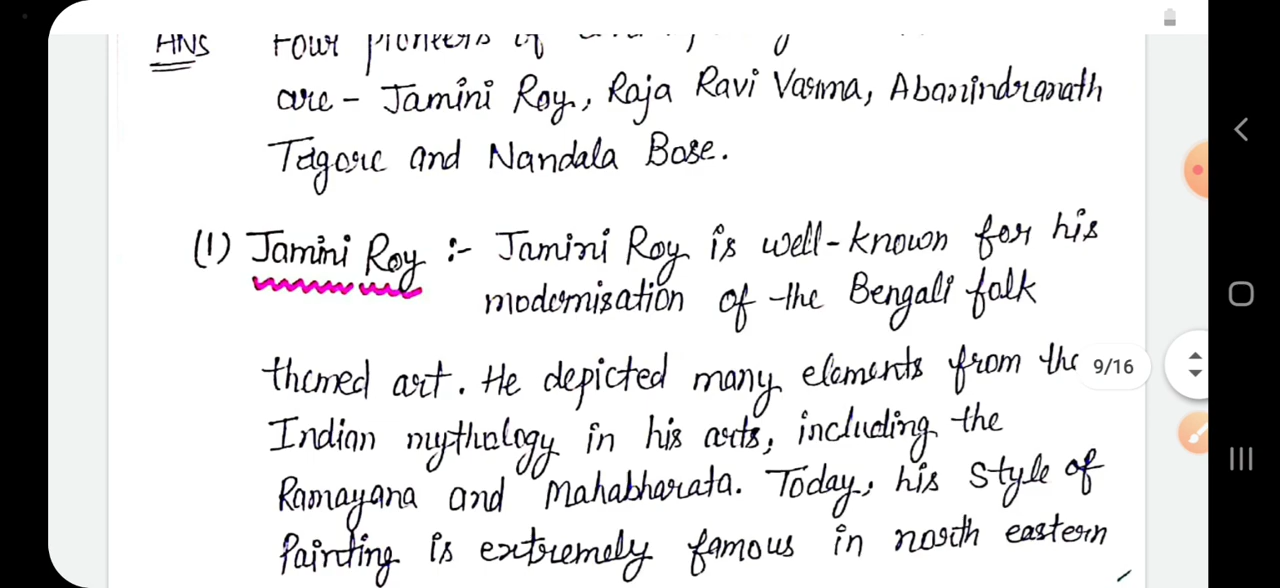 ANS Four pioneers of
are - Jamini Roy, Raja Ravi Varma, Abanindranath
Tagore and Nandala Bose.
(1) Jamini Roy :- Jamini Roy is well-known for his
modernisation of the Bengali folk
themed art. He depicted many elements from the
Indian mythology in his arts, including the
Ramayana and Mahabharata. Today, his style of
Painting is extremely famous in north eastern
9/16